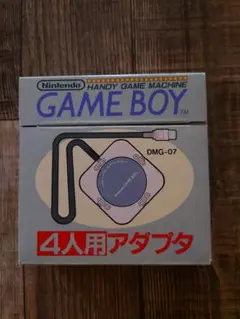 Nintendo
HANDY GAME MACHINE
GAME BOY TM
DMG-07
4人用アダプタ